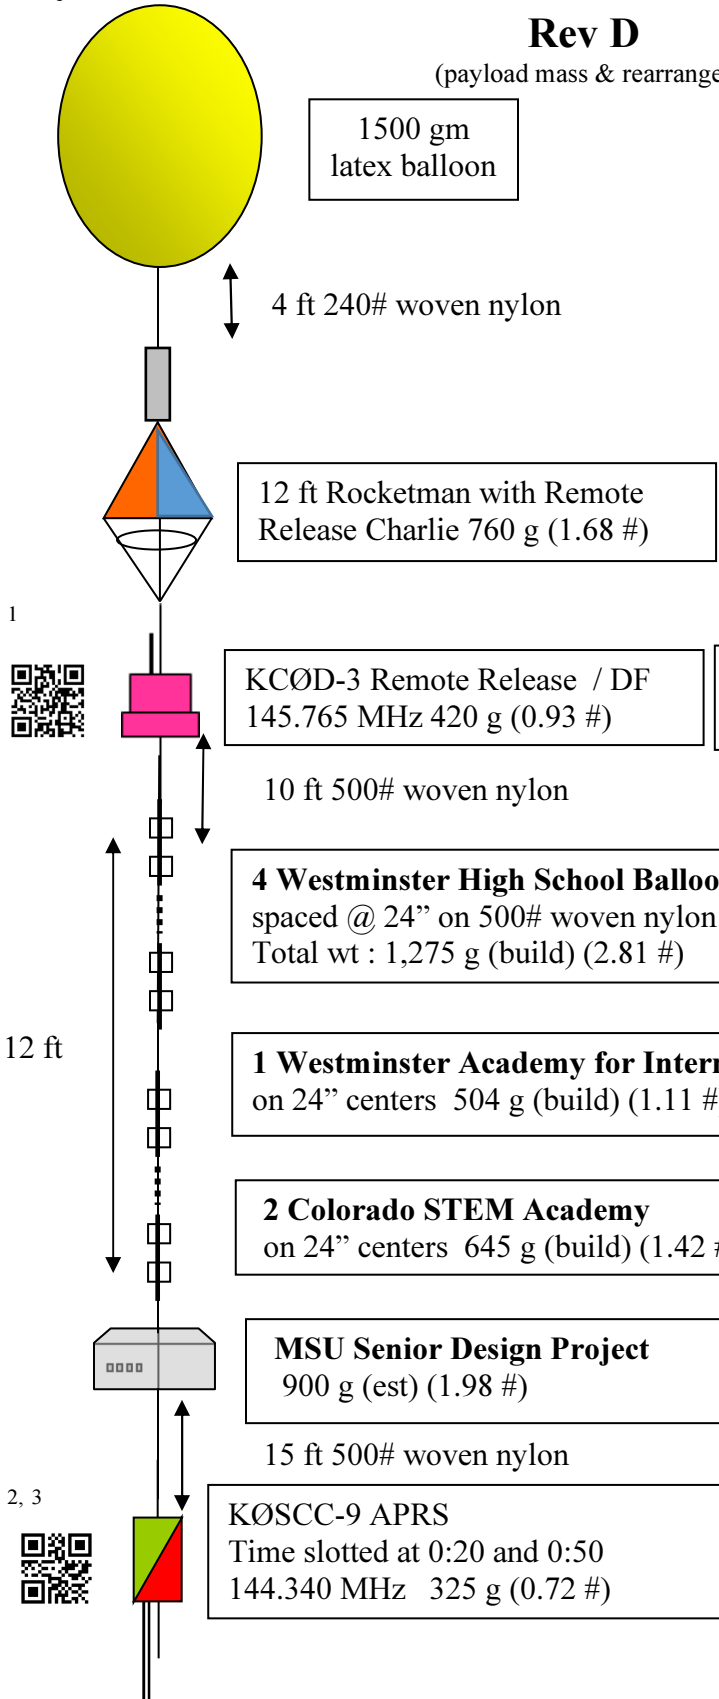 Rev D
(payload mass & rearrange
1500 gm
latex balloon
4 ft 240# woven nylon
12 ft Rocketman with Remote
Release Charlie 760 g (1.68 #)
1
KCØD-3 Remote Release / DF
145.765 MHz 420 g (0.93 #)
10 ft 500# woven nylon
4 Westminster High School Balloo
spaced @ 24” on 500# woven nylon
Total wt : 1,275 g (build) (2.81 #)
12 ft
1 Westminster Academy for Intern
on 24” centers 504 g (build) (1.11 #
2 Colorado STEM Academy
on 24” centers 645 g (build) (1.42 #
MSU Senior Design Project
900 g (est) (1.98 #)
15 ft 500# woven nylon
2, 3
KØSCC-9 APRS
Time slotted at 0:20 and 0:50
144.340 MHz 325 g (0.72 #)